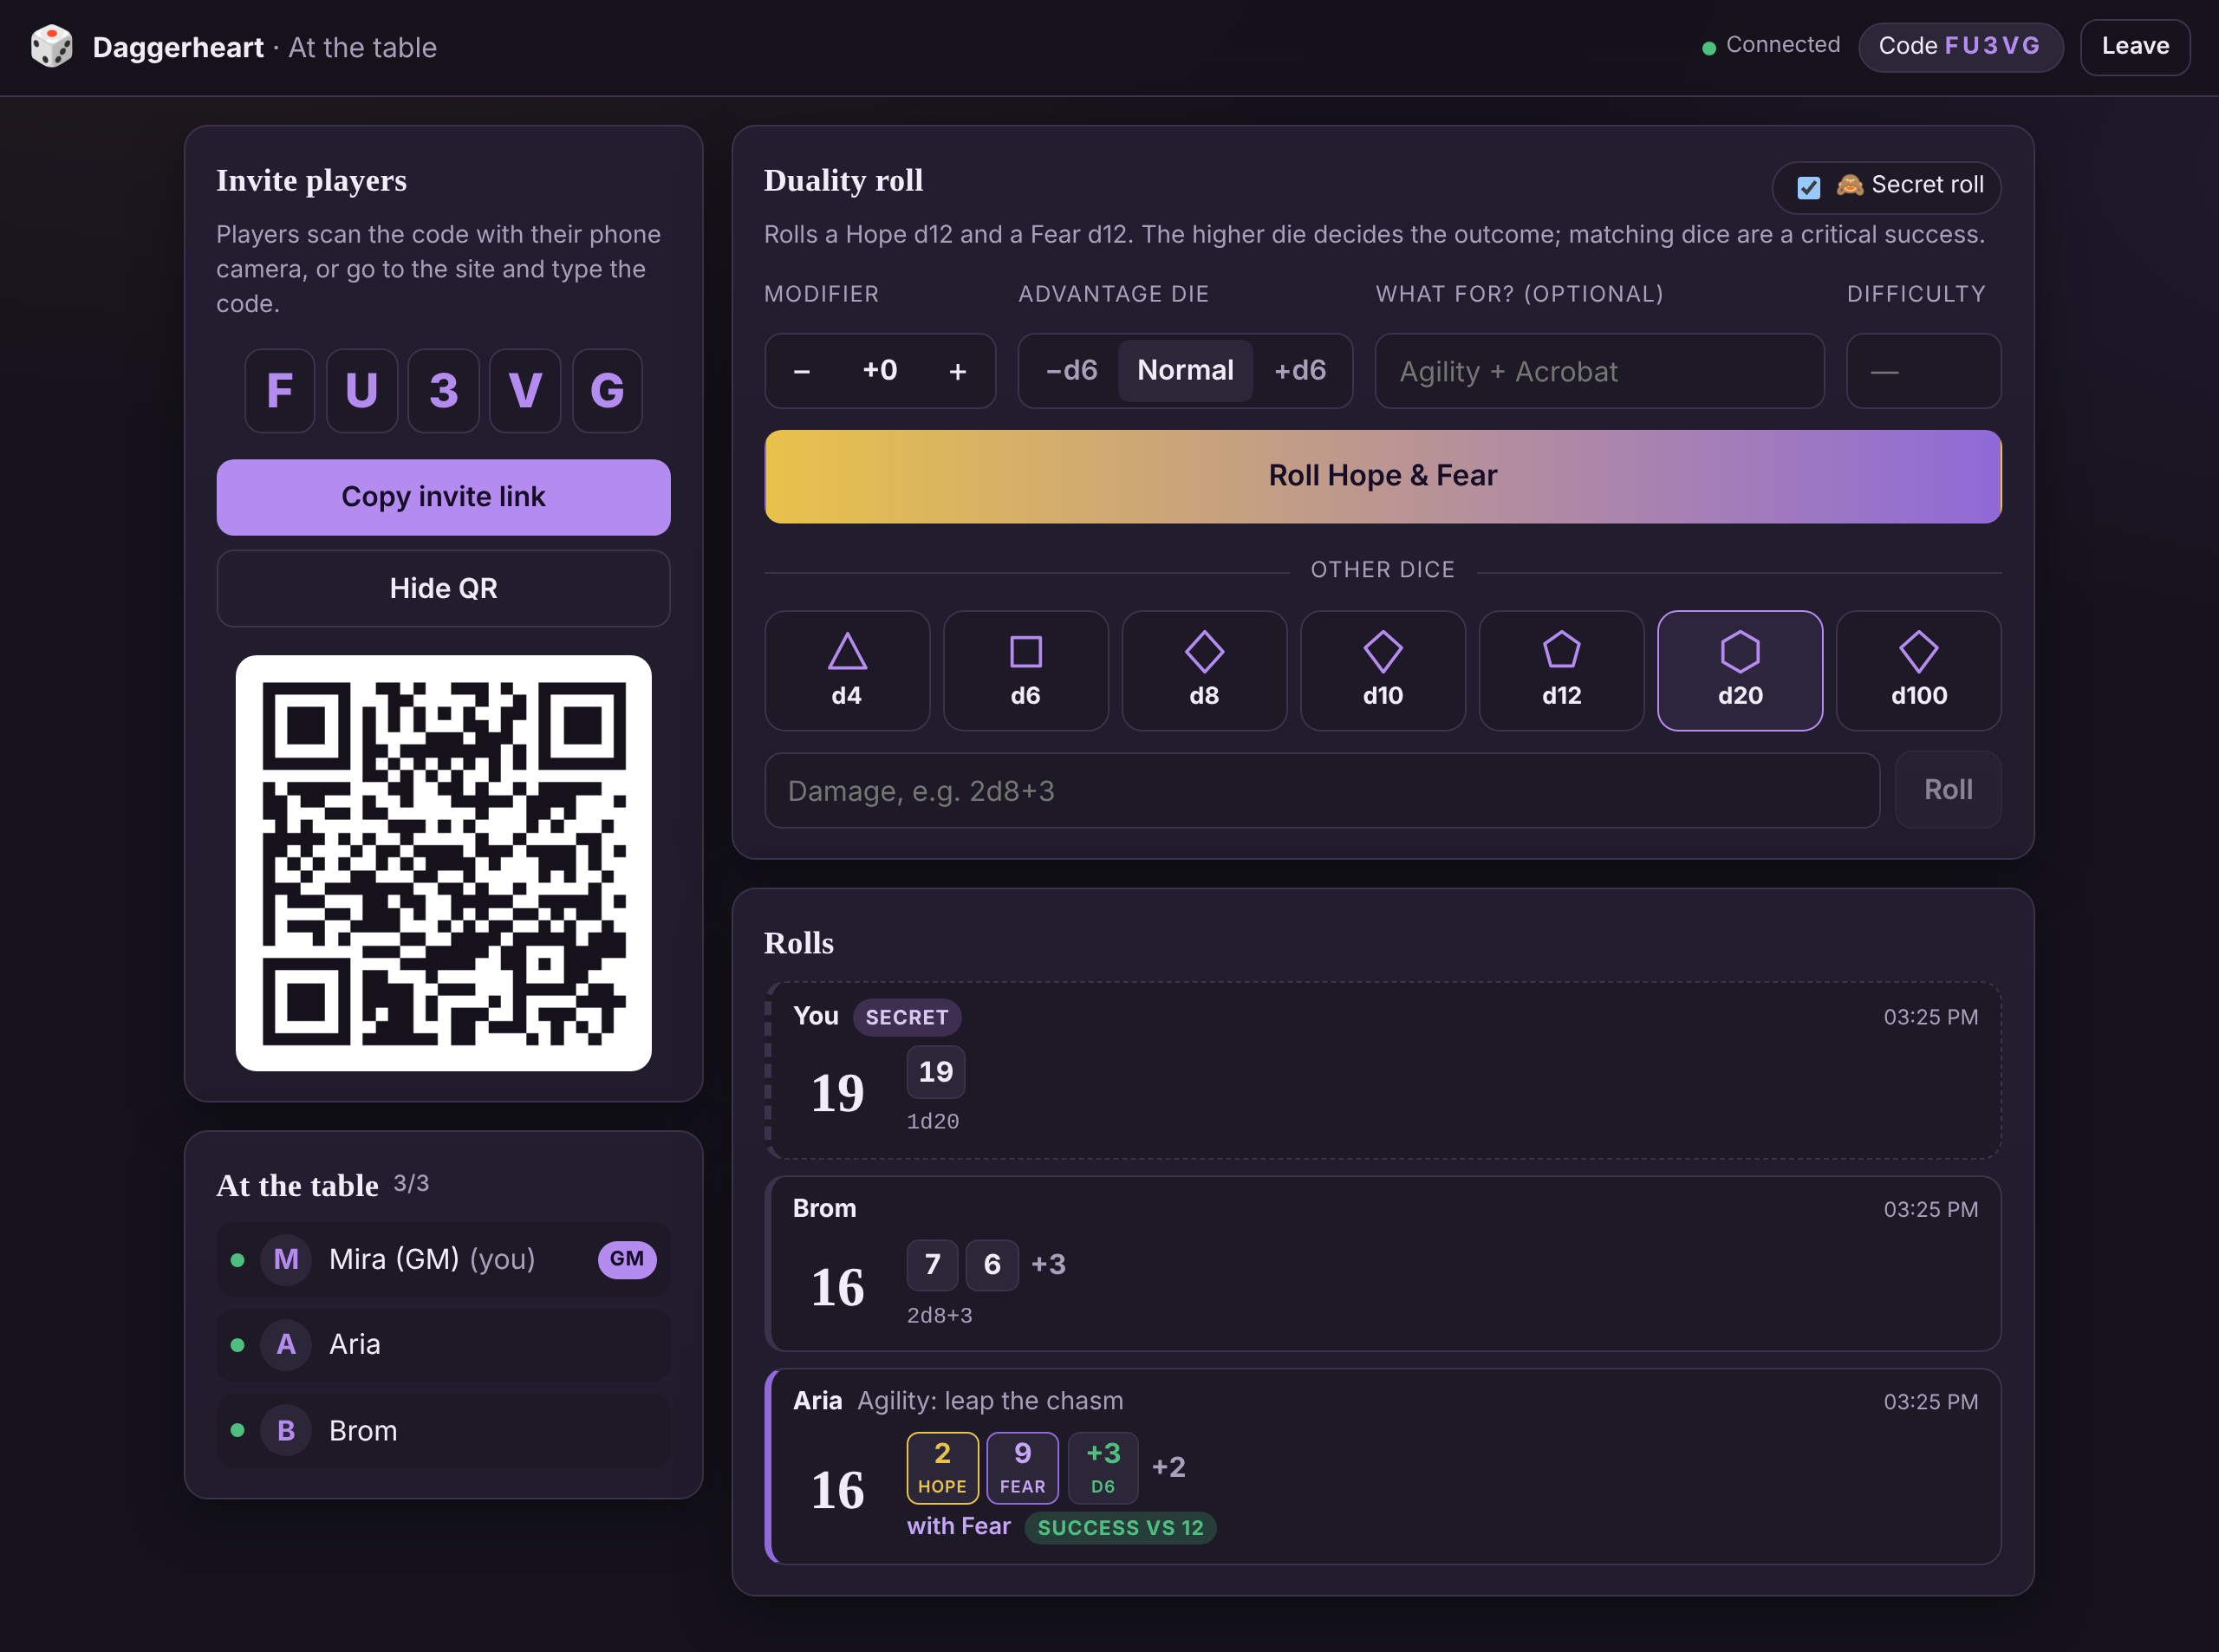 Daggerheart · At the table
Connected
Code FU3VG
Leave
Invite players
Players scan the code with their phone
camera, or go to the site and type the
code.
F U 3 V G
Copy invite link
Hide QR
At the table 3/3
M Mira (GM) (you) GM
A Aria
B Brom
Duality roll
Secret roll
Rolls a Hope d12 and a Fear d12. The higher die decides the outcome; matching dice are a critical success.
MODIFIER ADVANTAGE DIE WHAT FOR? (OPTIONAL) DIFFICULTY
− +0 + −d6 Normal +d6 Agility + Acrobat —
Roll Hope & Fear
OTHER DICE
d4 d6 d8 d10 d12 d20 d100
Damage, e.g. 2d8+3 Roll
Rolls
You SECRET 03:25 PM
19 19
1d20
Brom 03:25 PM
16 7 6 +3
2d8+3
Aria Agility: leap the chasm 03:25 PM
16 2 HOPE 9 FEAR +3 D6 +2
with Fear SUCCESS VS 12